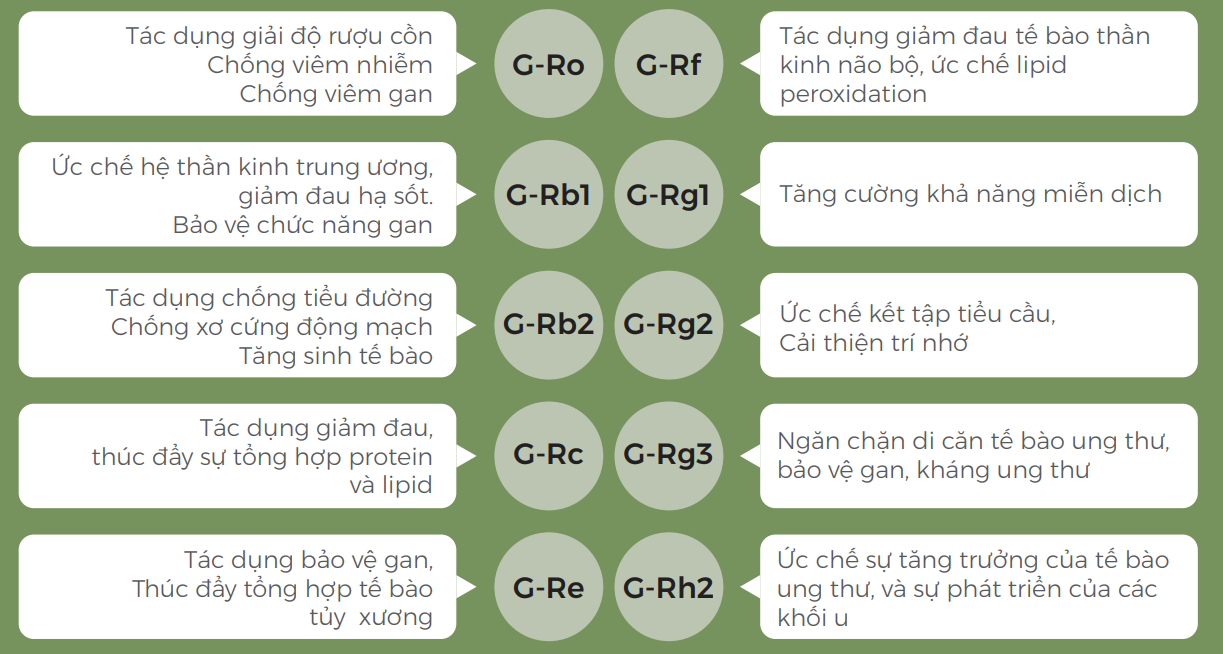 Tác dụng giải độ rượu cồn
Chống viêm nhiễm
Chống viêm gan
G-Ro
G-Rf
Tác dụng giảm đau tế bào thần
kinh não bộ, ức chế lipid
peroxidation
Ức chế hệ thần kinh trung ương,
giảm đau hạ sốt.
Bảo vệ chức năng gan
G-Rb1
G-Rg1
Tăng cường khả năng miễn dịch
Tác dụng chống tiểu đường
Chống xơ cứng động mạch
Tăng sinh tế bào
G-Rb2
G-Rg2
Ức chế kết tập tiểu cầu,
Cải thiện trí nhớ
Tác dụng giảm đau,
thúc đẩy sự tổng hợp protein
và lipid
G-Rc
G-Rg3
Ngăn chặn di căn tế bào ung thư,
bảo vệ gan, kháng ung thư
Tác dụng bảo vệ gan,
Thúc đẩy tổng hợp tế bào
tủy xương
G-Re
G-Rh2
Ức chế sự tăng trưởng của tế bào
ung thư, và sự phát triển của các
khối u